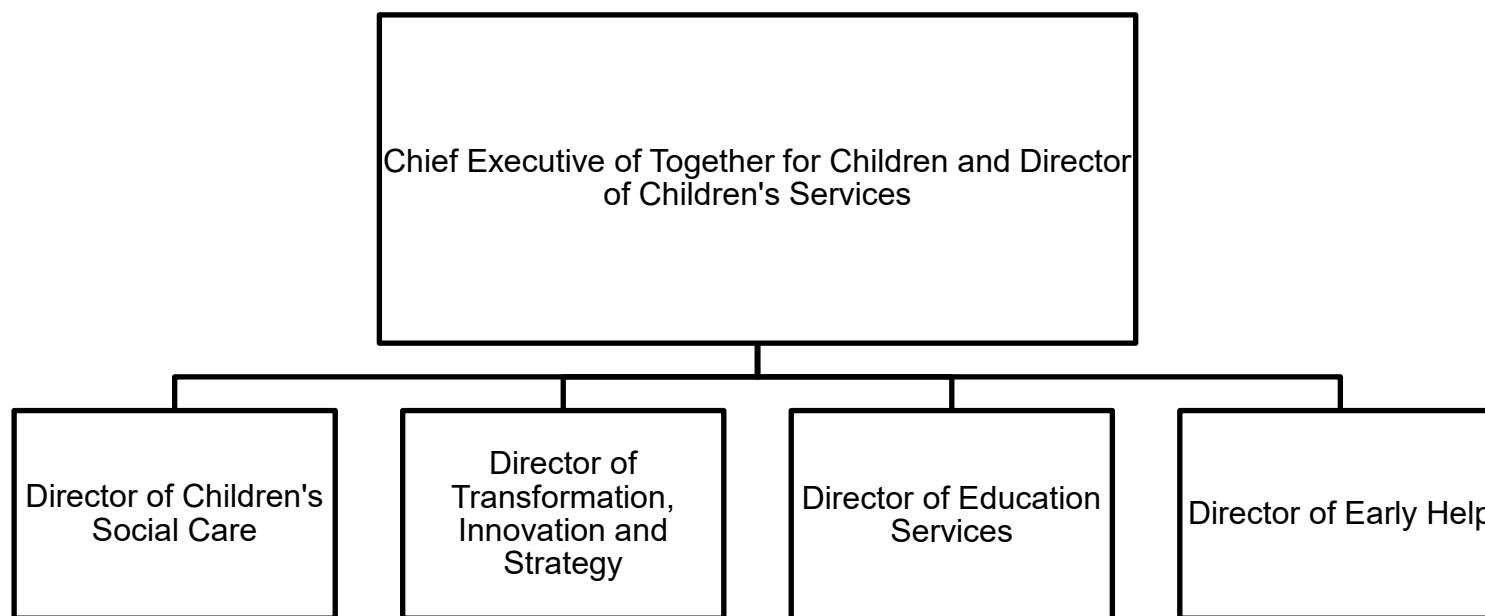 Chief Executive of Together for Children and Director
of Children's Services
Director of Children's
Social Care
Director of
Transformation,
Innovation and
Strategy
Director of Education
Services
Director of Early Help